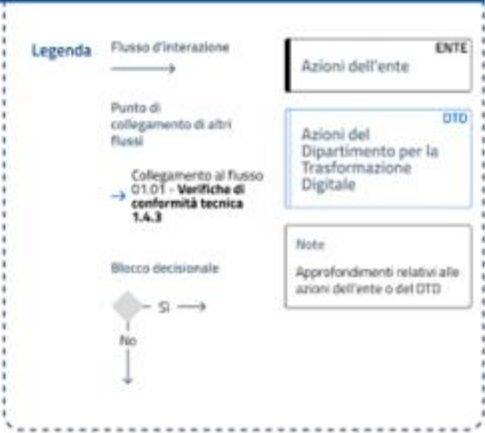 Legenda
Flusso d'interazione
Punto di
collegamento di altri
flussi
Collegamento al flusso
01.01 - Verifiche di
conformità tecnica
1.4.3
Blocco decisionale
Sì
No
ENTE
Azioni dell'ente
DTD
Azioni del
Dipartimento per la
Trasformazione
Digitale
Note
Approfondimenti relativi alle
azioni dell'ente o del DTD